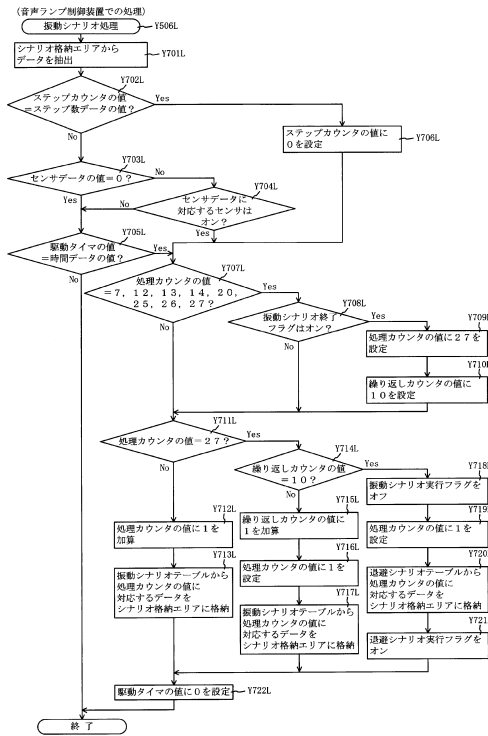 (音声ランプ制御装置での処理)
振動シナリオ処理
Y506L
シナリオ格納エリアから
データを抽出
Y701L
Y702L
ステップカウンタの値
=ステップ数データの値?
Yes
No
ステップカウンタの値に
0を設定
Y706L
Y703L
センサデータの値=0?
No
Yes
Y704L
センサデータに
対応するセンサは
オン?
No
Yes
Y705L
駆動タイマの値
=時間データの値?
Yes
No
Y707L
処理カウンタの値
=7, 12, 13, 14, 20,
25, 26, 27?
Yes
No
Y708L
振動シナリオ終了
フラグはオン?
Yes
No
Y709L
処理カウンタの値に27を
設定
Y710L
繰り返しカウンタの値に
10を設定
Y711L
処理カウンタの値=27?
Yes
No
Y714L
繰り返しカウンタの値
=10?
Yes
No
Y712L
処理カウンタの値に1を
加算
Y713L
振動シナリオテーブルから
処理カウンタの値に
対応するデータを
シナリオ格納エリアに格納
Y715L
繰り返しカウンタの値に
1を加算
Y716L
処理カウンタの値に1を
設定
Y717L
振動シナリオテーブルから
処理カウンタの値に
対応するデータを
シナリオ格納エリアに格納
Y718L
振動シナリオ実行フラグを
オフ
Y719L
処理カウンタの値に1を
設定
Y720L
退避シナリオテーブルから
処理カウンタの値に
対応するデータを
シナリオ格納エリアに格納
Y721L
退避シナリオ実行フラグを
オン
駆動タイマの値に0を設定
Y722L
終了